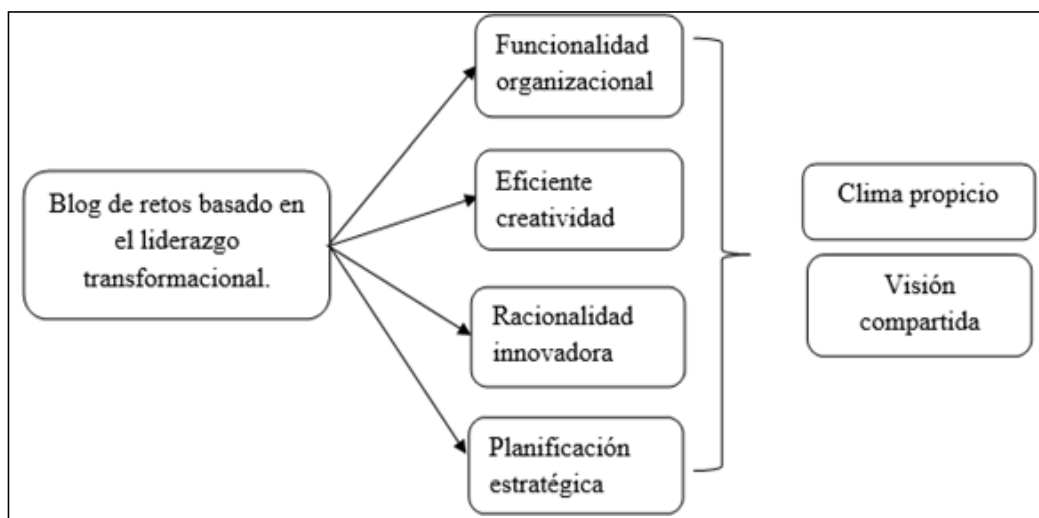 Blog de retos basado en
el liderazgo
transformacional.
Funcionalidad
organizacional
Eficiente
creatividad
Racionalidad
innovadora
Planificación
estratégica
Clima propicio
Visión
compartida